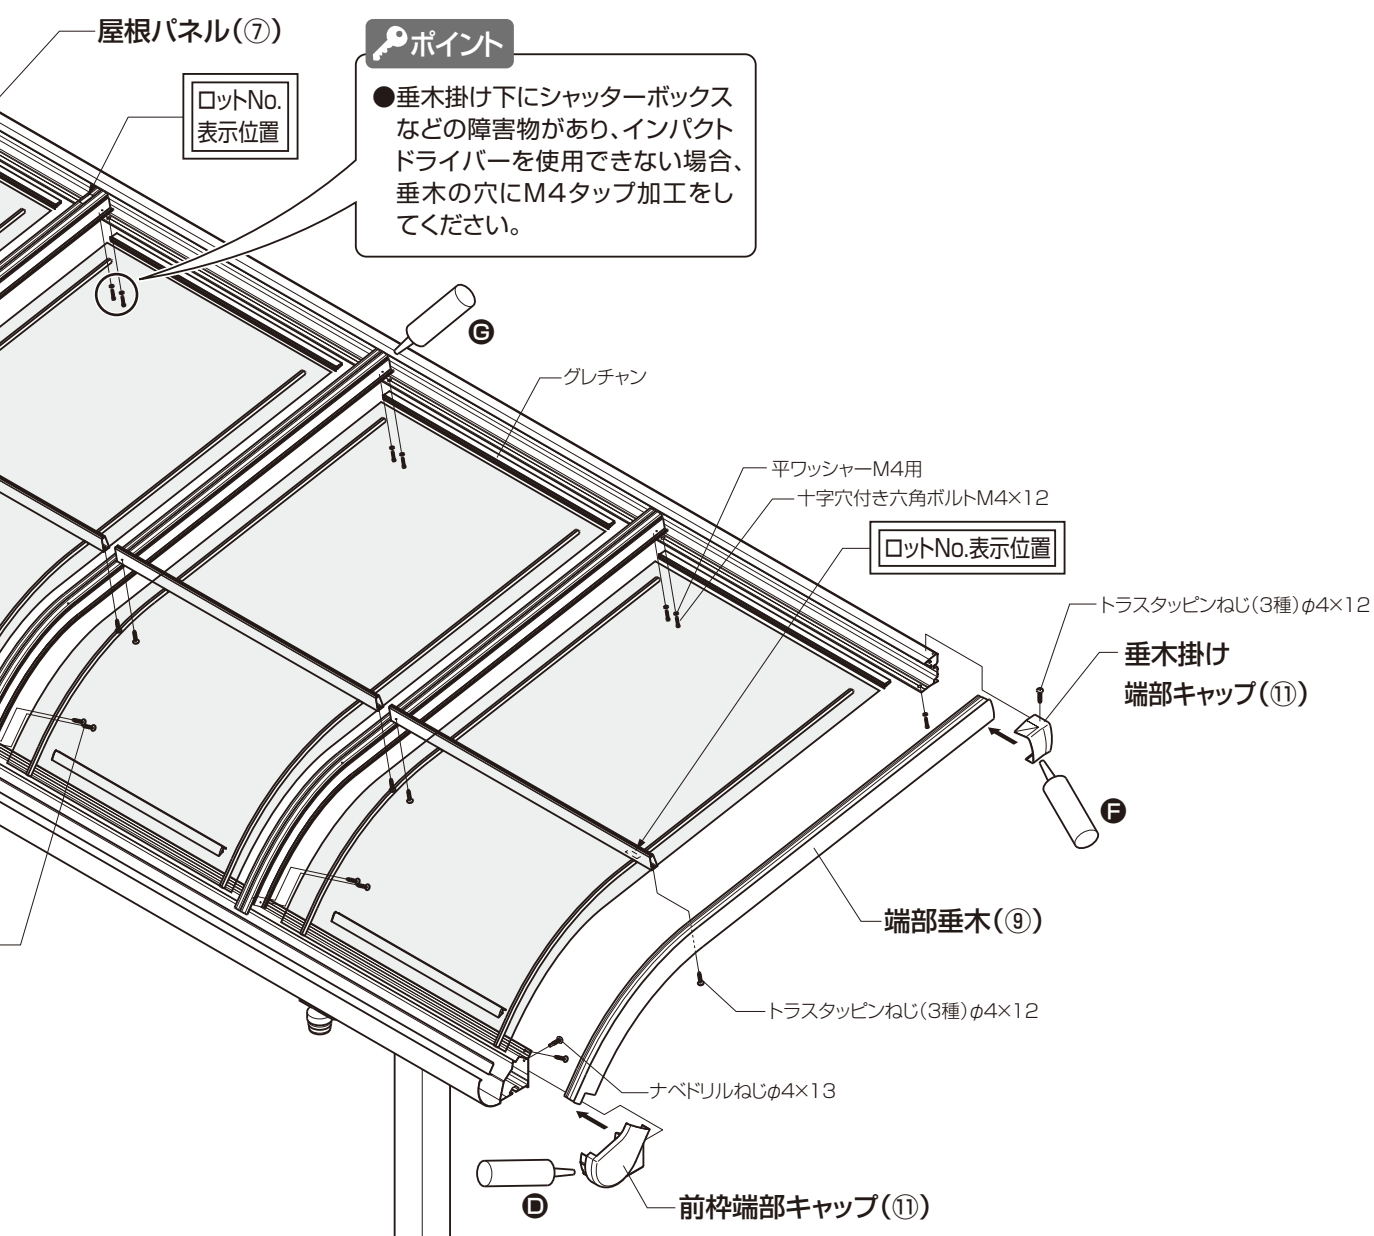 屋根パネル(⑦)
ロットNo.
表示位置
ポイント
●垂木掛け下にシャッターボックス
などの障害物があり、インパクト
ドライバーを使用できない場合、
垂木の穴にM4タップ加工をし
てください。
G
グレチャン
平ワッシャーM4用
十字穴付き六角ボルトM4×12
ロットNo.表示位置
トラスタッピンねじ(3種)φ4×12
垂木掛け
端部キャップ(⑪)
F
端部垂木(⑨)
トラスタッピンねじ(3種)φ4×12
ナベドリルねじφ4×13
D
前枠端部キャップ(⑪)